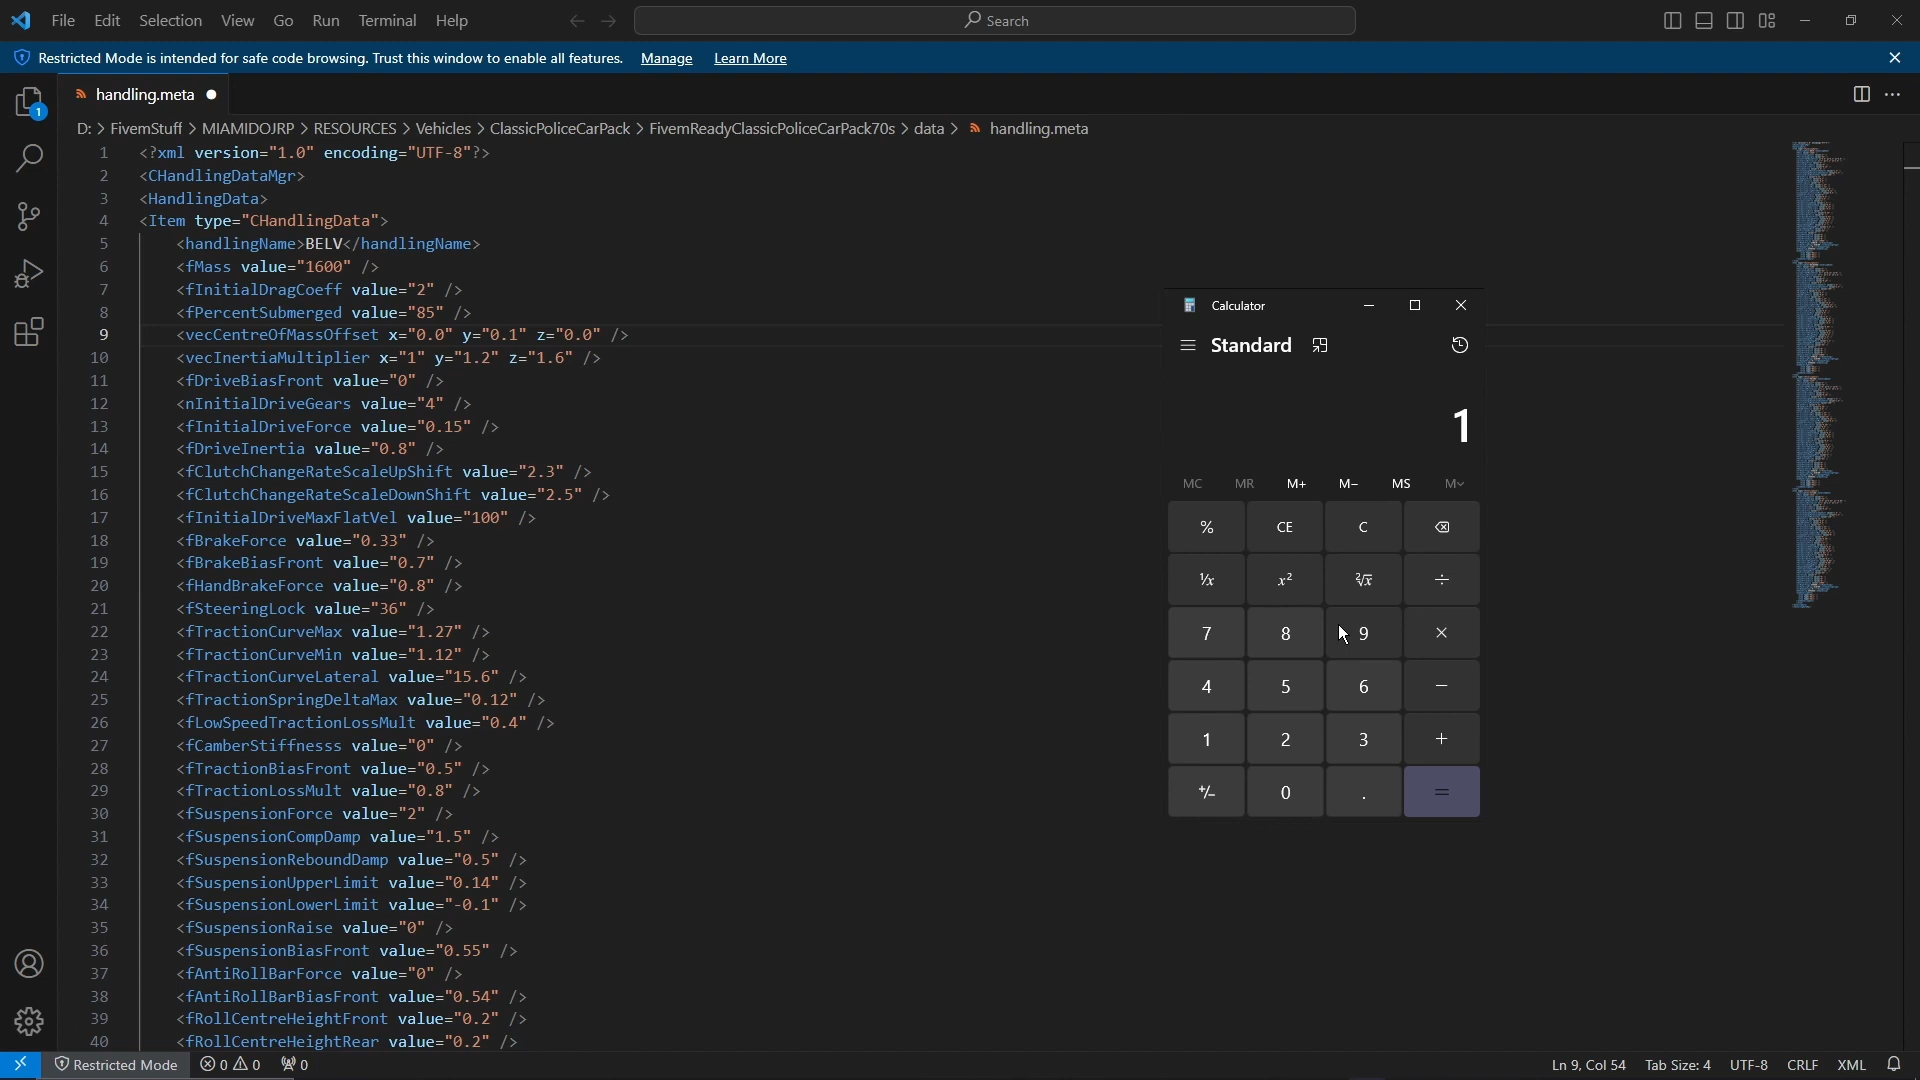 File Edit Selection View Go Run Terminal Help Search
Restricted Mode is intended for safe code browsing. Trust this window to enable all features. Manage Learn More
1 handling.meta
D: > FivemStuff > MIAMIDOJRP > RESOURCES > Vehicles > ClassicPoliceCarPack > FivemReadyClassicPoliceCarPack70s > data > handling.meta
1 <?xml version="1.0" encoding="UTF-8"?>
2 <CHandlingDataMgr>
3 <HandlingData>
4 <Item type="CHandlingData">
5 <handlingName>BELV</handlingName>
6 <fMass value="1600" />
7 <fInitialDragCoeff value="2" />
8 <fPercentSubmerged value="85" />
9 <vecCentreOfMassOffset x="0.0" y="0.1" z="0.0" />
10 <vecInertiaMultiplier x="1" y="1.2" z="1.6" />
11 <fDriveBiasFront value="0" />
12 <nInitialDriveGears value="4" />
13 <fInitialDriveForce value="0.15" />
14 <fDriveInertia value="0.8" />
15 <fClutchChangeRateScaleUpShift value="2.3" />
16 <fClutchChangeRateScaleDownShift value="2.5" />
17 <fInitialDriveMaxFlatVel value="100" />
18 <fBrakeForce value="0.33" />
19 <fBrakeBiasFront value="0.7" />
20 <fHandBrakeForce value="0.8" />
21 <fSteeringLock value="36" />
22 <fTractionCurveMax value="1.27" />
23 <fTractionCurveMin value="1.12" />
24 <fTractionCurveLateral value="15.6" />
25 <fTractionSpringDeltaMax value="0.12" />
26 <fLowSpeedTractionLossMult value="0.4" />
27 <fCamberStiffnesss value="0" />
28 <fTractionBiasFront value="0.5" />
29 <fTractionLossMult value="0.8" />
30 <fSuspensionForce value="2" />
31 <fSuspensionCompDamp value="1.5" />
32 <fSuspensionReboundDamp value="0.5" />
33 <fSuspensionUpperLimit value="0.14" />
34 <fSuspensionLowerLimit value="-0.1" />
35 <fSuspensionRaise value="0" />
36 <fSuspensionBiasFront value="0.55" />
37 <fAntiRollBarForce value="0" />
38 <fAntiRollBarBiasFront value="0.54" />
39 <fRollCentreHeightFront value="0.2" />
40 <fRollCentreHeightRear value="0.2" />
Calculator
Standard
1
MC MR M+ M− MS M˅
% CE C
¹/x x² ²√x ÷
7 8 9 ×
4 5 6 −
1 2 3 +
+/− 0 . =
Restricted Mode 0 0 0 Ln 9, Col 54 Tab Size: 4 UTF-8 CRLF XML